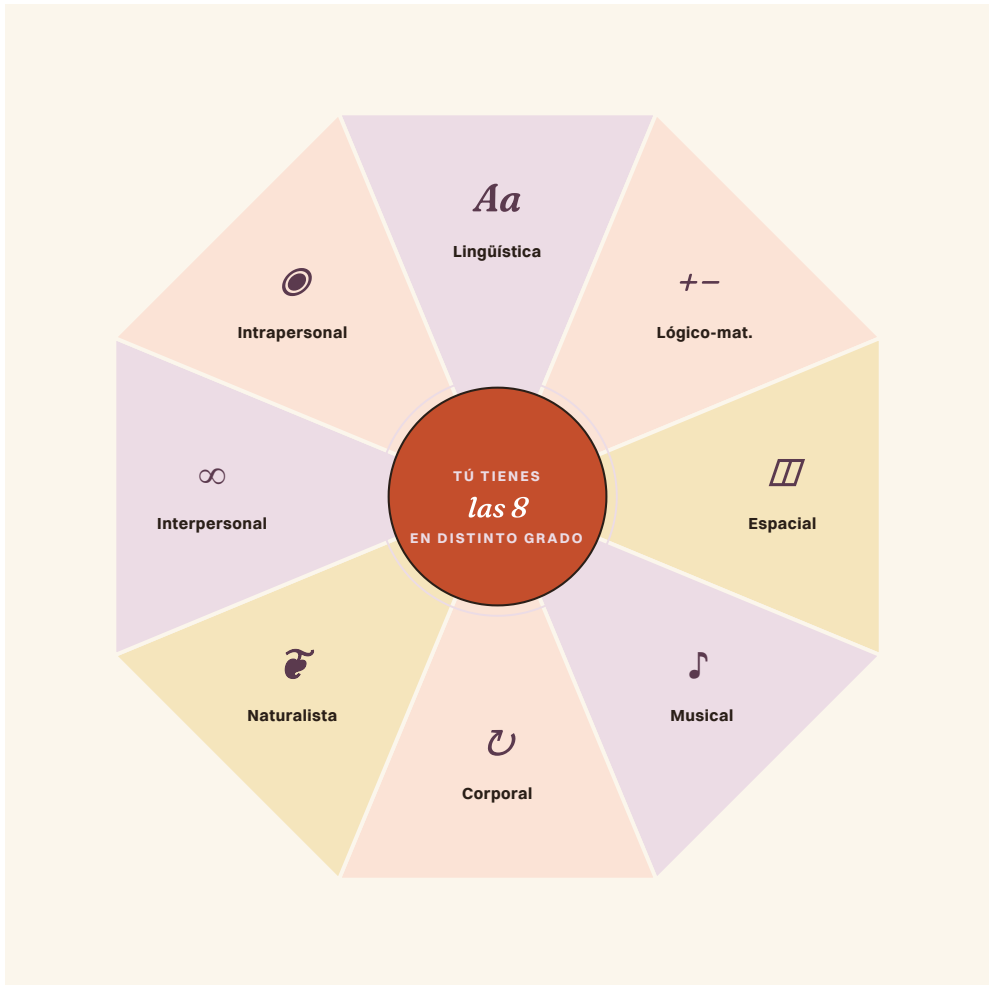 Aa
Lingüística
+−
Lógico-mat.
Espacial
♪
Musical
↻
Corporal
❦
Naturalista
∞
Interpersonal
◉
Intrapersonal
TÚ TIENES
las 8
EN DISTINTO GRADO